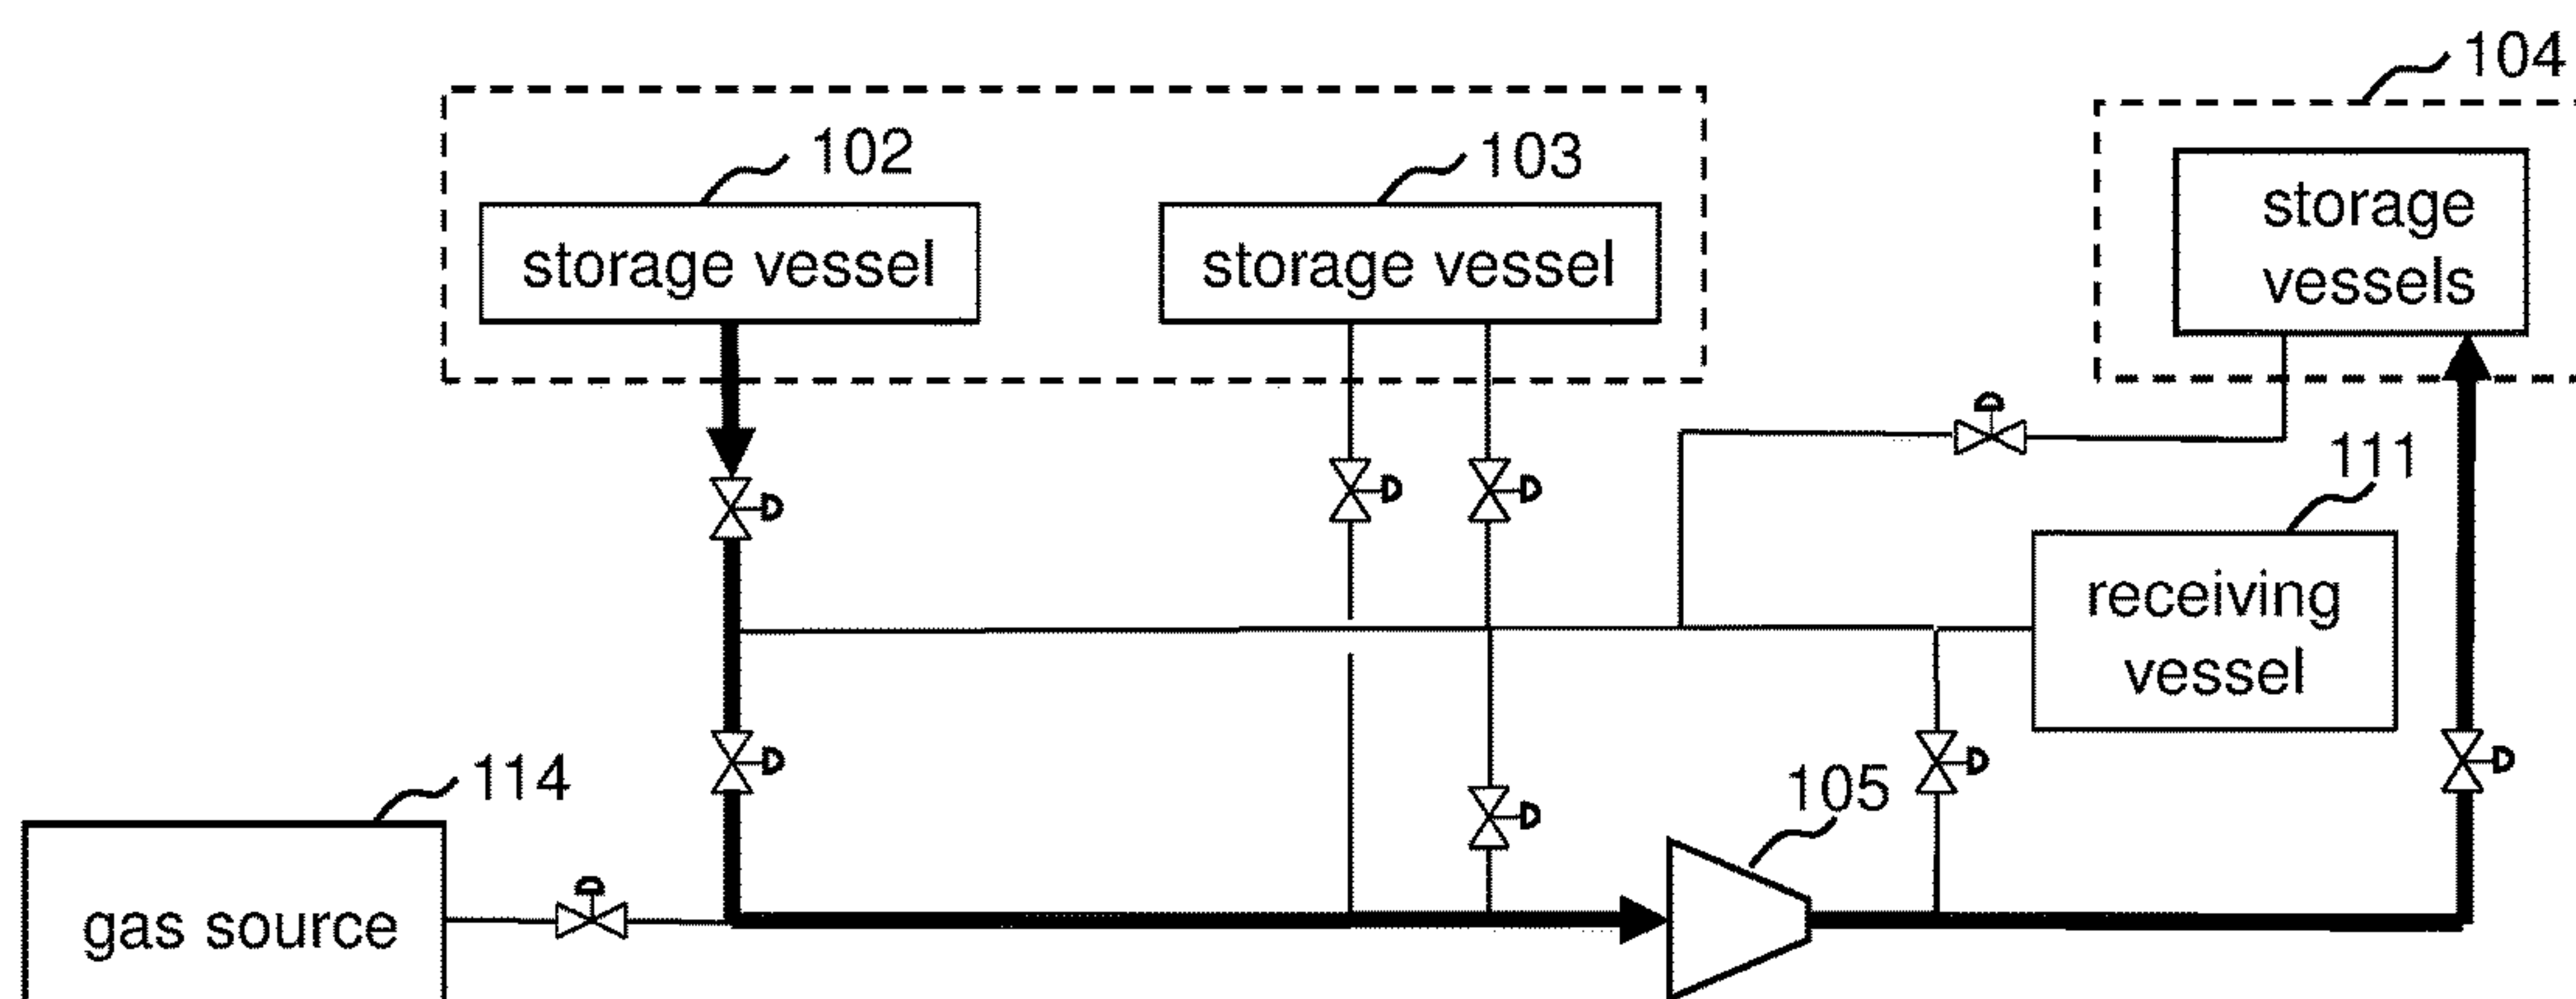 104
102
103
storage vessel
storage vessel
storage
vessels
111
receiving
vessel
114
105
gas source